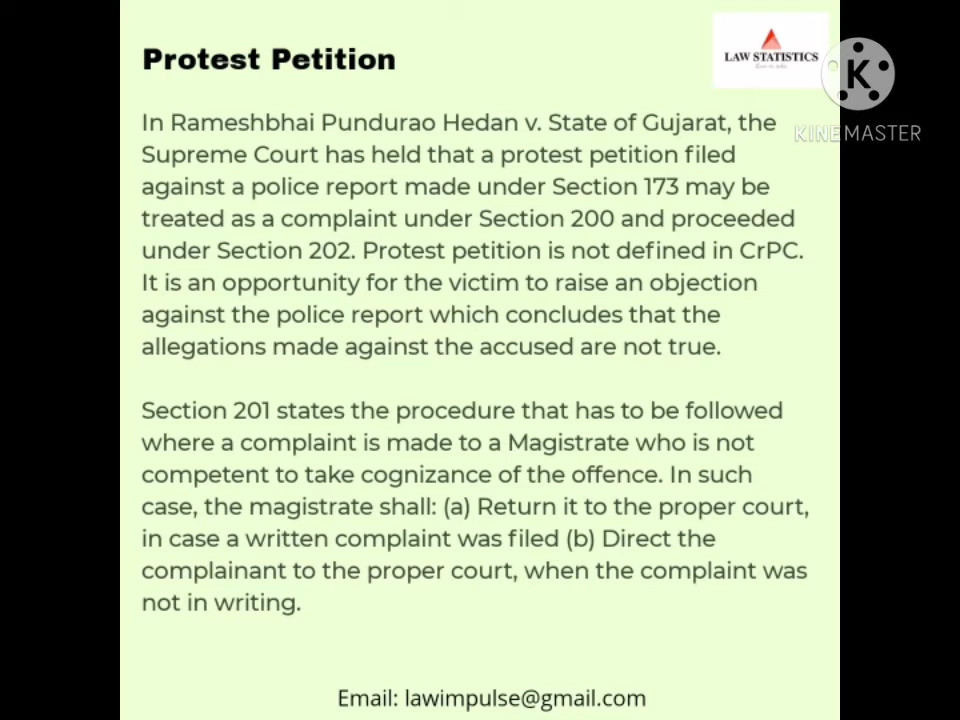 Protest Petition
LAW STATISTICS
K
KINEMASTER
In Rameshbhai Pundurao Hedan v. State of Gujarat, the
Supreme Court has held that a protest petition filed
against a police report made under Section 173 may be
treated as a complaint under Section 200 and proceeded
under Section 202. Protest petition is not defined in CrPC.
It is an opportunity for the victim to raise an objection
against the police report which concludes that the
allegations made against the accused are not true.
Section 201 states the procedure that has to be followed
where a complaint is made to a Magistrate who is not
competent to take cognizance of the offence. In such
case, the magistrate shall: (a) Return it to the proper court,
in case a written complaint was filed (b) Direct the
complainant to the proper court, when the complaint was
not in writing.
Email: lawimpulse@gmail.com